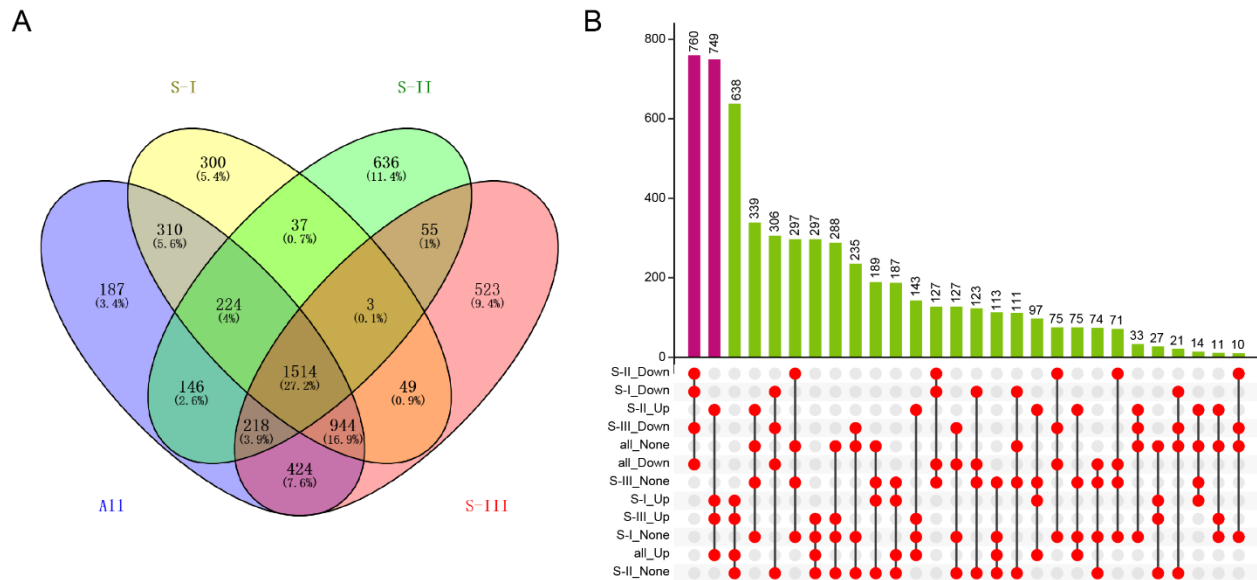 A
S-I
S-II
300
(5.4%)
636
(11.4%)
310
(5.6%)
37
(0.7%)
55
(1%)
187
(3.4%)
224
(4%)
3
(0.1%)
523
(9.4%)
146
(2.6%)
1514
(27.2%)
49
(0.9%)
218
(3.9%)
944
(16.9%)
424
(7.6%)
All
S-III
B
800
600
400
200
0
760 749 638 339 306 297 297 288 235 189 187 143 127 127 123 113 111 97 75 75 74 71 33 27 21 14 11 10
S-II_Down
S-I_Down
S-II_Up
S-III_Down
all_None
all_Down
S-III_None
S-I_Up
S-III_Up
S-I_None
all_Up
S-II_None